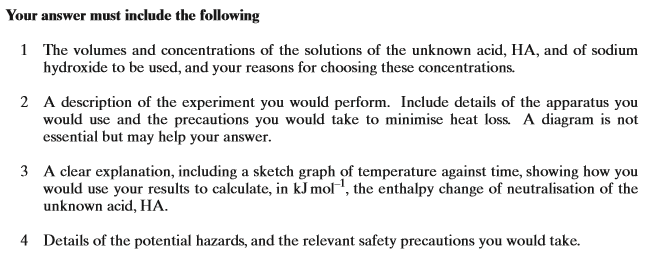 Your answer must include the following
1 The volumes and concentrations of the solutions of the unknown acid, HA, and of sodium
hydroxide to be used, and your reasons for choosing these concentrations.
2 A description of the experiment you would perform. Include details of the apparatus you
would use and the precautions you would take to minimise heat loss. A diagram is not
essential but may help your answer.
3 A clear explanation, including a sketch graph of temperature against time, showing how you
would use your results to calculate, in kJ mol⁻¹, the enthalpy change of neutralisation of the
unknown acid, HA.
4 Details of the potential hazards, and the relevant safety precautions you would take.